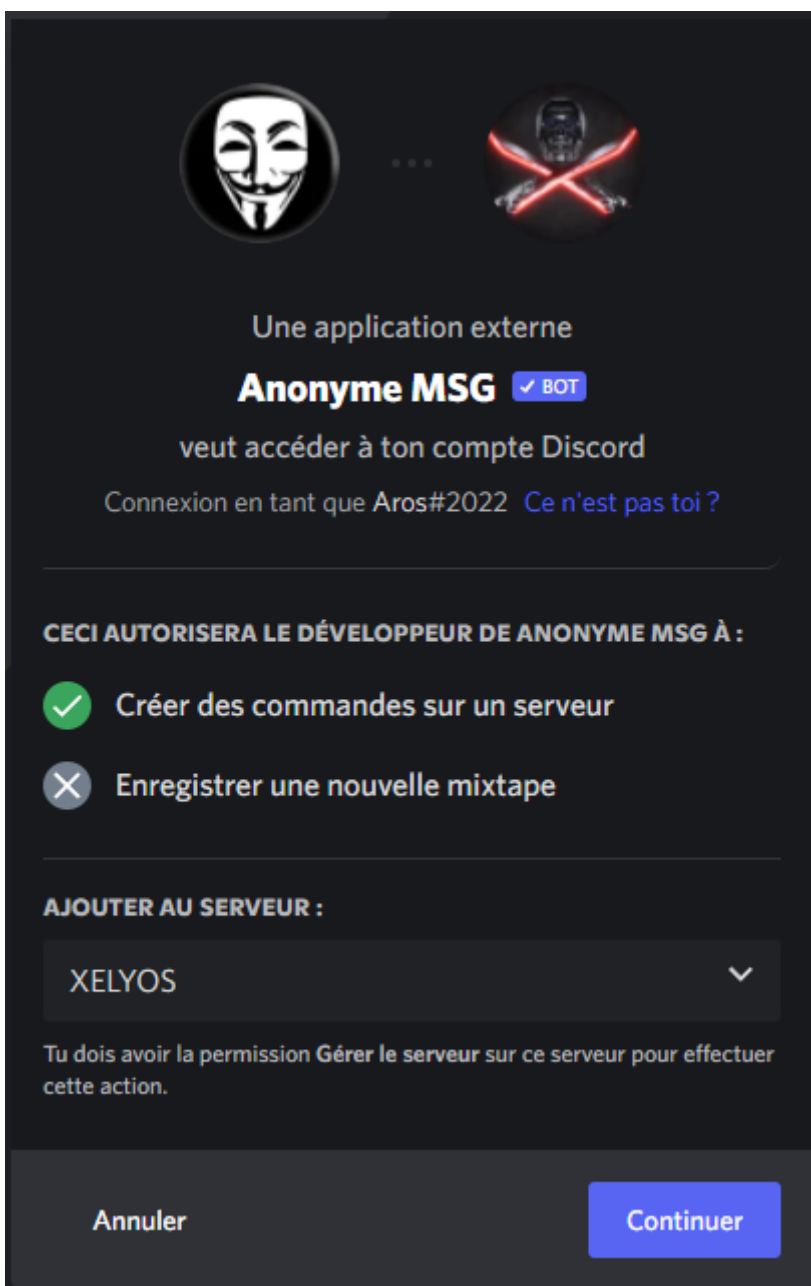 Une application externe
Anonyme MSG ✓ BOT
veut accéder à ton compte Discord
Connexion en tant que Aros#2022 Ce n'est pas toi ?
CECI AUTORISERA LE DÉVELOPPEUR DE ANONYME MSG À :
Créer des commandes sur un serveur
Enregistrer une nouvelle mixtape
AJOUTER AU SERVEUR :
XELYOS
Tu dois avoir la permission Gérer le serveur sur ce serveur pour effectuer
cette action.
Annuler
Continuer